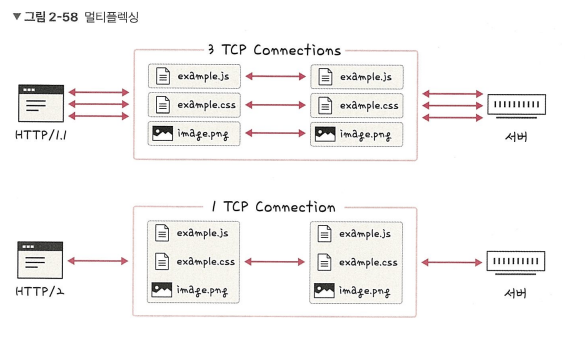 ▼ 그림 2-58 멀티플렉싱
3 TCP Connections
example.js example.js
example.css example.css
image.png image.png
HTTP/1.1
서버
1 TCP Connection
example.js example.js
example.css example.css
image.png image.png
HTTP/2
서버